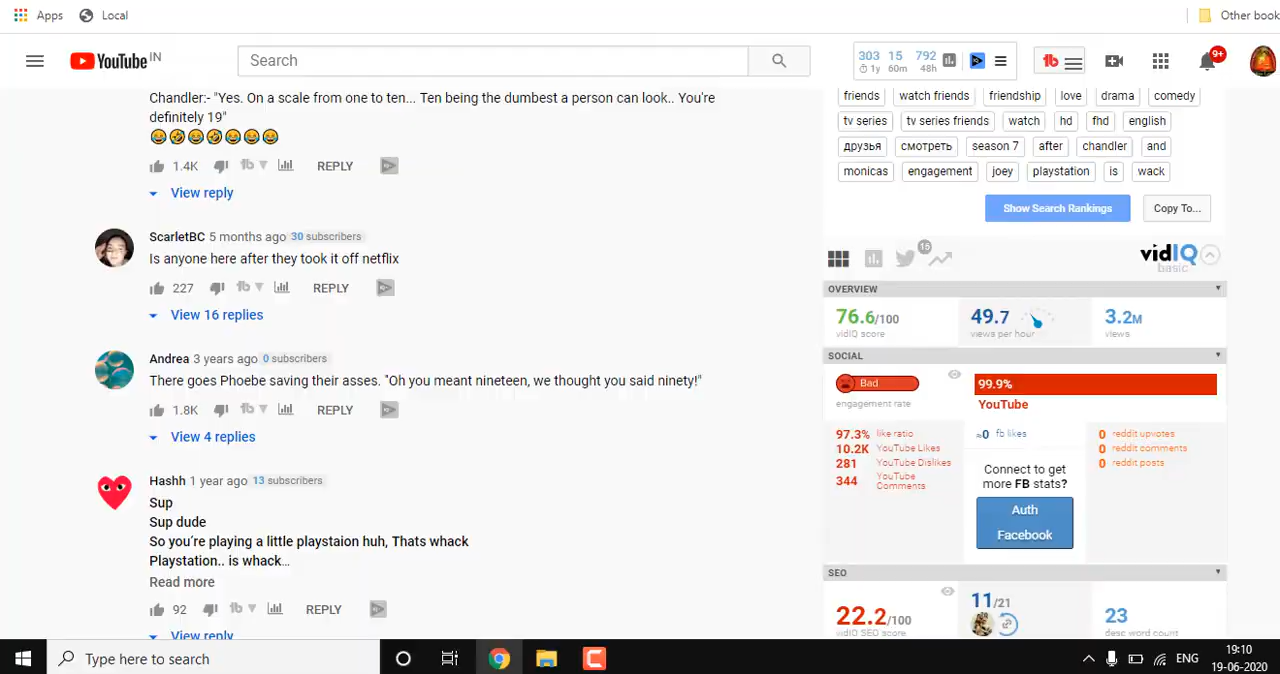 Apps
Local
Other book
YouTube IN
Search
303 15 792
1y 60m 48h
9+
Chandler:- "Yes. On a scale from one to ten... Ten being the dumbest a person can look.. You're
definitely 19"
😂🤣😂🤣😂😂😂
1.4K REPLY
View reply
ScarletBC 5 months ago 30 subscribers
Is anyone here after they took it off netflix
227 REPLY
View 16 replies
Andrea 3 years ago 0 subscribers
There goes Phoebe saving their asses. "Oh you meant nineteen, we thought you said ninety!"
1.8K REPLY
View 4 replies
Hashh 1 year ago 13 subscribers
Sup
Sup dude
So you're playing a little playstaion huh, Thats whack
Playstation.. is whack...
Read more
92 REPLY
View reply
friends watch friends friendship love drama comedy
tv series tv series friends watch hd fhd english
друзья смотреть season 7 after chandler and
monicas engagement joey playstation is wack
Show Search Rankings Copy To...
15
vidIQ
basic
OVERVIEW
76.6/100 49.7 3.2M
vidIQ score views per hour views
SOCIAL
Bad
engagement rate
99.9%
YouTube
97.3% like ratio
10.2K YouTube Likes
281 YouTube Dislikes
344 YouTube Comments
≈0 fb likes
Connect to get
more FB stats?
Auth
Facebook
0 reddit upvotes
0 reddit comments
0 reddit posts
SEO
22.2/100
vidIQ SEO score
11/21
23
desc word count
Type here to search
ENG
19:10
19-06-2020